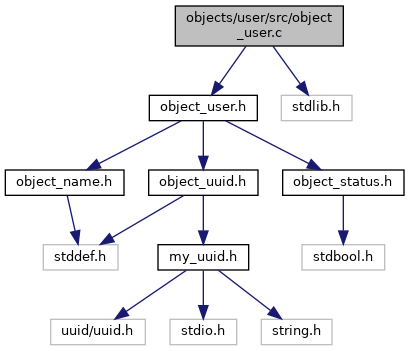 objects/user/src/object
_user.c
object_user.h
stdlib.h
object_name.h
object_uuid.h
object_status.h
stddef.h
my_uuid.h
stdbool.h
uuid/uuid.h
stdio.h
string.h